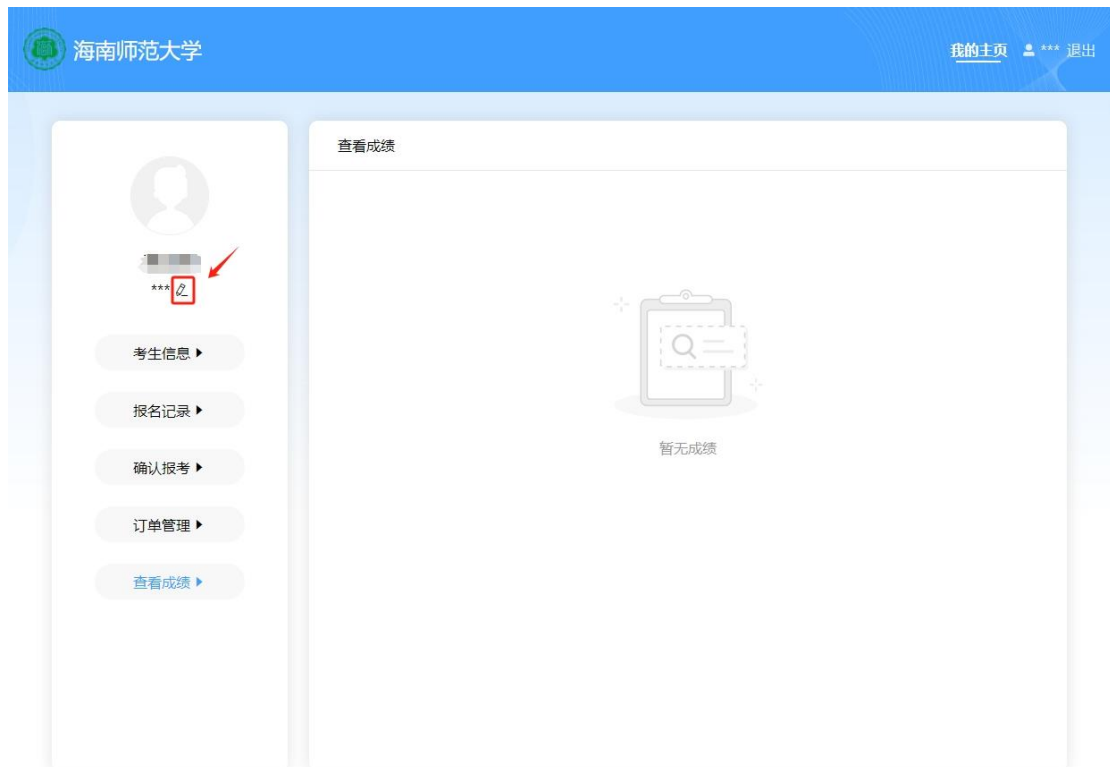 海南师范大学
我的主页 *** 退出
查看成绩
***
考生信息
报名记录
确认报考
订单管理
查看成绩
暂无成绩